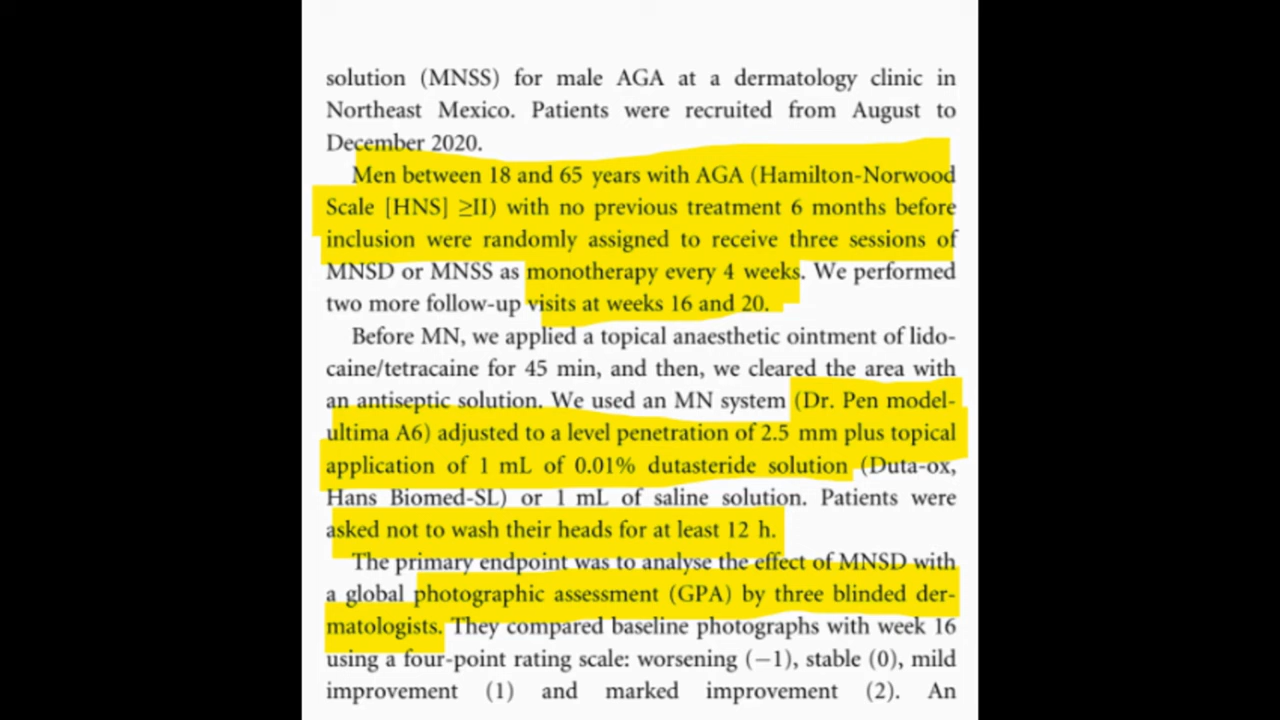 solution (MNSS) for male AGA at a dermatology clinic in
Northeast Mexico. Patients were recruited from August to
December 2020.
Men between 18 and 65 years with AGA (Hamilton-Norwood
Scale [HNS] ≥II) with no previous treatment 6 months before
inclusion were randomly assigned to receive three sessions of
MNSD or MNSS as monotherapy every 4 weeks. We performed
two more follow-up visits at weeks 16 and 20.
Before MN, we applied a topical anaesthetic ointment of lido-
caine/tetracaine for 45 min, and then, we cleared the area with
an antiseptic solution. We used an MN system (Dr. Pen model-
ultima A6) adjusted to a level penetration of 2.5 mm plus topical
application of 1 mL of 0.01% dutasteride solution (Duta-ox,
Hans Biomed-SL) or 1 mL of saline solution. Patients were
asked not to wash their heads for at least 12 h.
The primary endpoint was to analyse the effect of MNSD with
a global photographic assessment (GPA) by three blinded der-
matologists. They compared baseline photographs with week 16
using a four-point rating scale: worsening (−1), stable (0), mild
improvement (1) and marked improvement (2). An